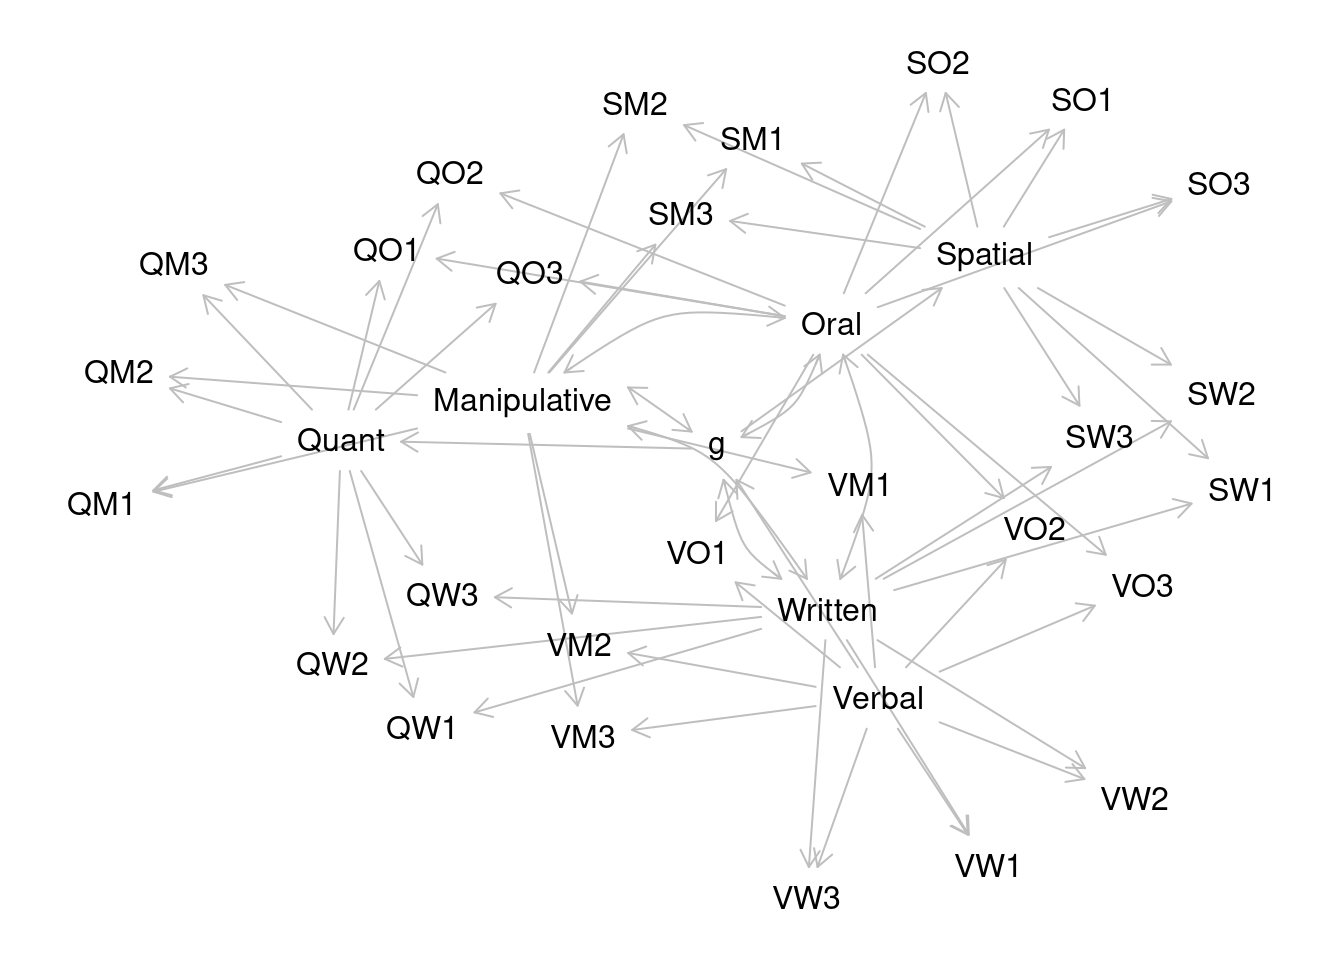 SO2
SO1
SM2
SM1
QO2
SO3
SM3
QO1
Spatial
QM3
QO3
Oral
QM2
SW2
Manipulative
SW3
Quant
g
VM1
SW1
QM1
VO2
VO1
VO3
QW3
Written
VM2
QW2
Verbal
QW1
VM3
VW2
VW1
VW3